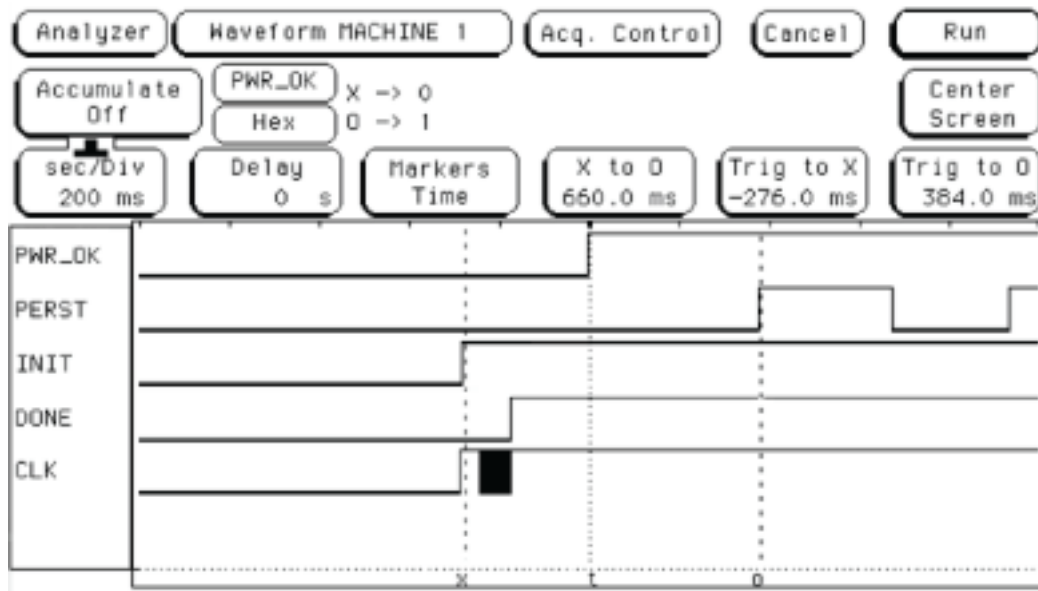 Analyzer Waveform MACHINE 1 Acq. Control Cancel Run
Accumulate Off PWR_OK X -> 0 Center Screen
Hex O -> 1
sec/Div Delay Markers X to O Trig to X Trig to O
200 ms 0 s Time 660.0 ms -276.0 ms 384.0 ms
PWR_OK
PERST
INIT
DONE
CLK
X t O